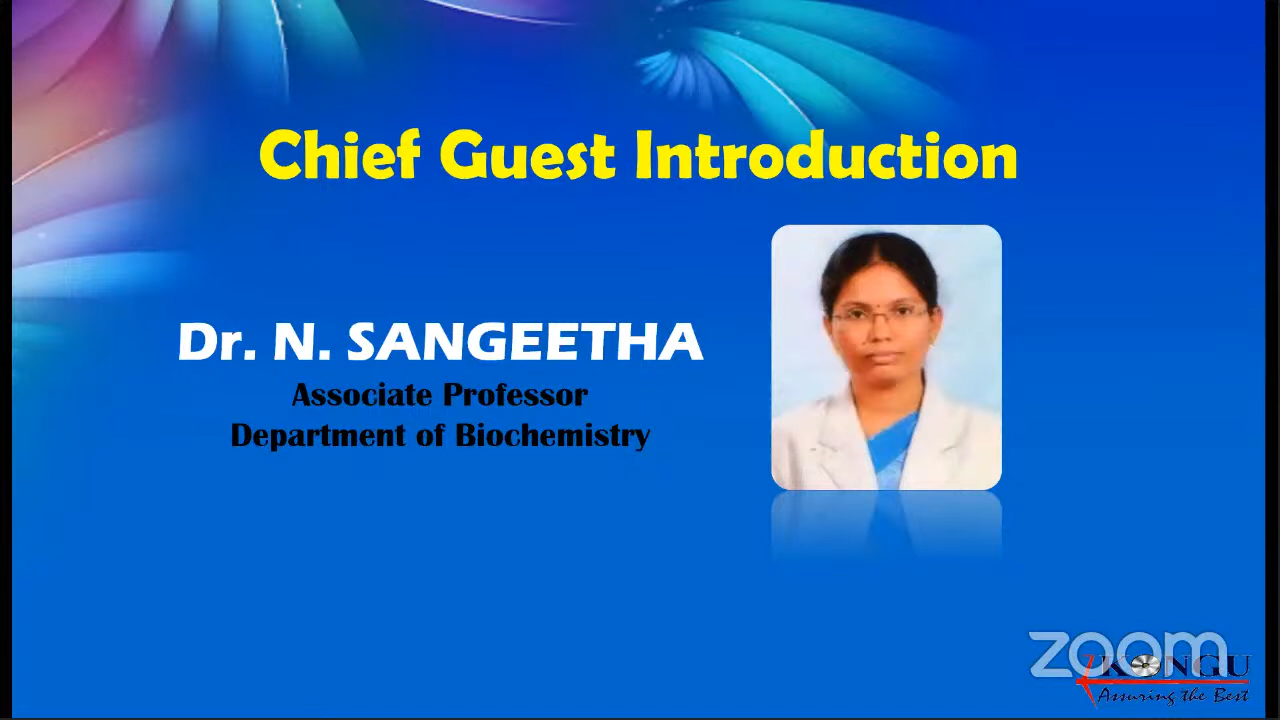 Chief Guest Introduction
Dr. N. SANGEETHA
Associate Professor
Department of Biochemistry
zoom
KONGU
Assuring the Best